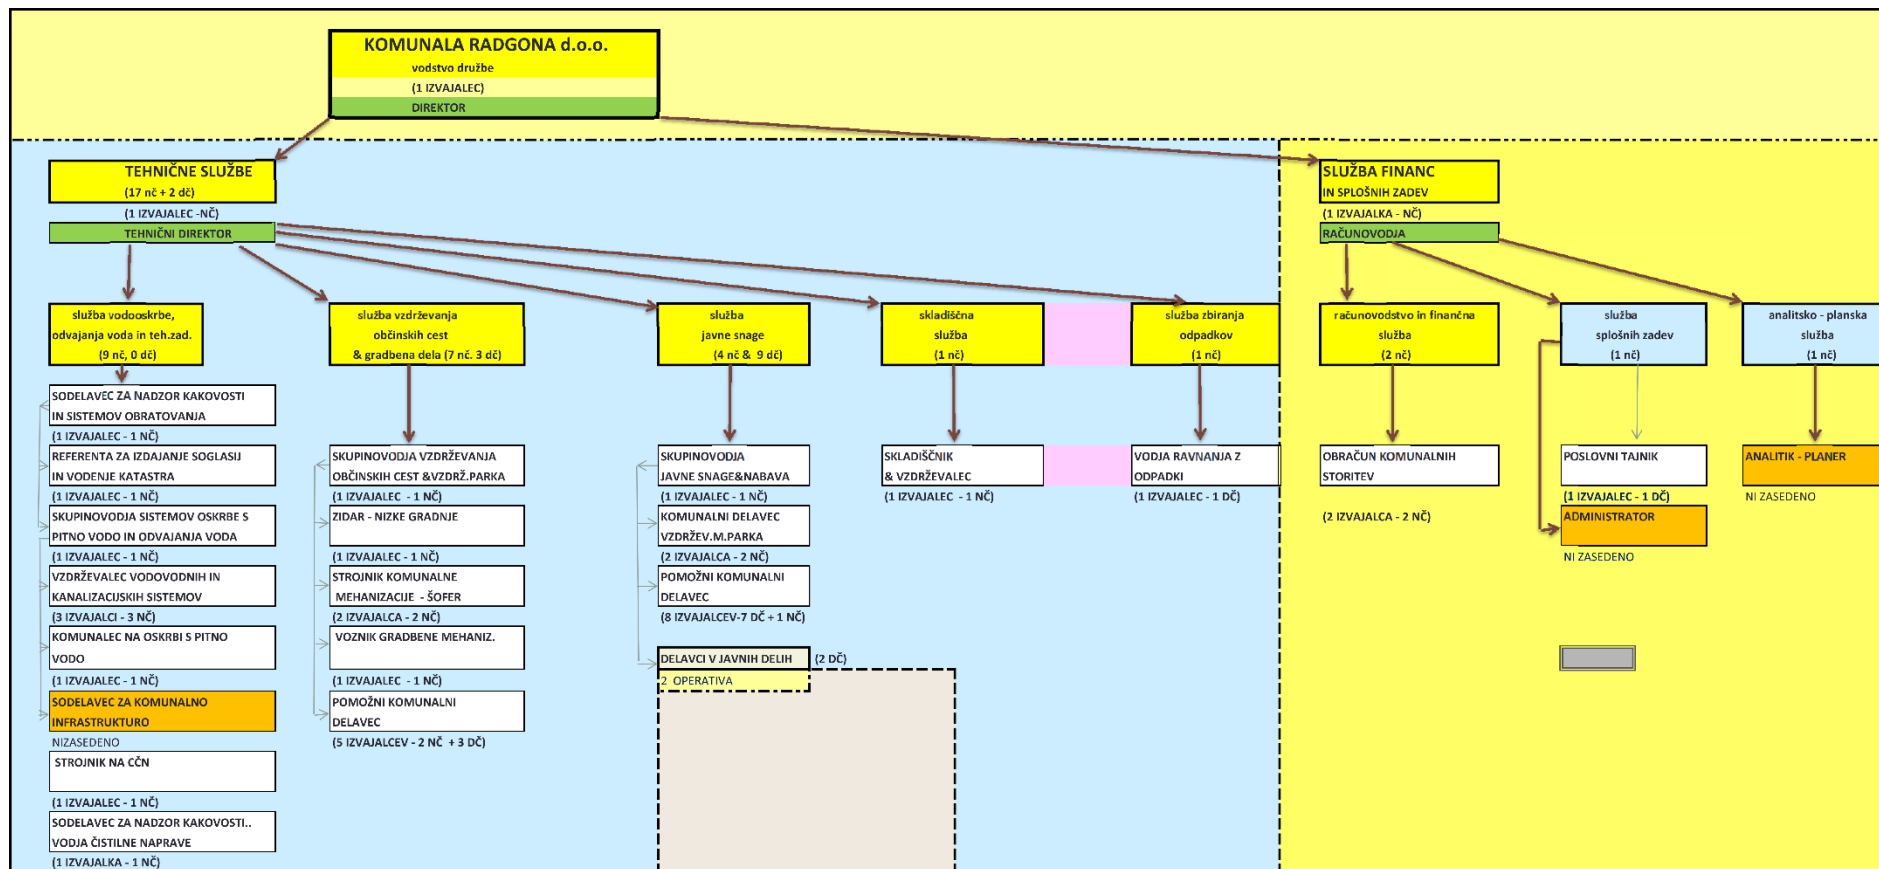 KOMUNALA RADGONA d.o.o.
vodstvo družbe
(1 IZVAJALEC)
DIREKTOR
TEHNIČNE SLUŽBE
(17 nč + 2 dč)
(1 IZVAJALEC -NČ)
TEHNIČNI DIREKTOR
SLUŽBA FINANC
IN SPLOŠNIH ZADEV
(1 IZVAJALKA - NČ)
RAČUNOVODJA
služba vodooskrbe,
odvajanja voda in teh.zad.
(9 nč, 0 dč)
služba vzdrževanja
občinskih cest
& gradbena dela (7 nč. 3 dč)
služba
javne snage
(4 nč & 9 dč)
skladiščna
služba
(1 nč)
služba zbiranja
odpadkov
(1 nč)
računovodstvo in finančna
služba
(2 nč)
služba
splošnih zadev
(1 nč)
analitsko - planska
služba
(1 nč)
SODELAVEC ZA NADZOR KAKOVOSTI
IN SISTEMOV OBRATOVANJA
(1 IZVAJALEC - 1 NČ)
REFERENTA ZA IZDAJANJE SOGLASIJ
IN VODENJE KATASTRA
(1 IZVAJALEC - 1 NČ)
SKUPINOVODJA SISTEMOV OSKRBE S
PITNO VODO IN ODVAJANJA VODA
(1 IZVAJALEC - 1 NČ)
VZDRŽEVALEC VODOVODNIH IN
KANALIZACIJSKIH SISTEMOV
(3 IZVAJALCI - 3 NČ)
KOMUNALEC NA OSKRBI S PITNO
VODO
(1 IZVAJALEC - 1 NČ)
SODELAVEC ZA KOMUNALNO
INFRASTRUKTURO
NIZASEDENO
STROJNIK NA CČN
(1 IZVAJALEC - 1 NČ)
SODELAVEC ZA NADZOR KAKOVOSTI..
VODJA ČISTILNE NAPRAVE
(1 IZVAJALKA - 1 NČ)
SKUPINOVODJA VZDRŽEVANJA
OBČINSKIH CEST &VZDRŽ.PARKA
(1 IZVAJALEC - 1 NČ)
ZIDAR - NIZKE GRADNJE
(1 IZVAJALEC - 1 NČ)
STROJNIK KOMUNALNE
MEHANIZACIJE - ŠOFER
(2 IZVAJALCA - 2 NČ)
VOZNIK GRADBENE MEHANIZ.
(1 IZVAJALEC - 1 NČ)
POMOŽNI KOMUNALNI
DELAVEC
(5 IZVAJALCEV - 2 NČ + 3 DČ)
SKUPINOVODJA
JAVNE SNAGE&NABAVA
(1 IZVAJALEC - 1 NČ)
KOMUNALNI DELAVEC
VZDRŽEV.M.PARKA
(2 IZVAJALCA - 2 NČ)
POMOŽNI KOMUNALNI
DELAVEC
(8 IZVAJALCEV-7 DČ + 1 NČ)
DELAVCI V JAVNIH DELIH (2 DČ)
2 OPERATIVA
SKLADIŠČNIK
& VZDRŽEVALEC
(1 IZVAJALEC - 1 NČ)
VODJA RAVNANJA Z
ODPADKI
(1 IZVAJALEC - 1 DČ)
OBRAČUN KOMUNALNIH
STORITEV
(2 IZVAJALCA - 2 NČ)
POSLOVNI TAJNIK
(1 IZVAJALEC - 1 DČ)
ADMINISTRATOR
NI ZASEDENO
ANALITIK - PLANER
NI ZASEDENO